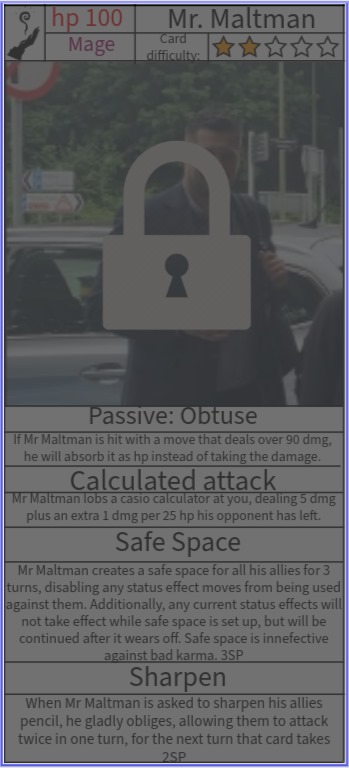 hp 100
Mr. Maltman
Mage
Card
difficulty:
Passive: Obtuse
If Mr Maltman is hit with a move that deals over 90 dmg,
he will absorb it as hp instead of taking the damage.
Calculated attack
Mr Maltman lobs a casio calculator at you, dealing 5 dmg
plus an extra 1 dmg per 25 hp his opponent has left.
Safe Space
Mr Maltman creates a safe space for all his allies for 3
turns, disabling any status effect moves from being used
against them. Additionally, any current status effects will
not take effect while safe space is set up, but will be
continued after it wears off. Safe space is innefective
against bad karma. 3SP
Sharpen
When Mr Maltman is asked to sharpen his allies
pencil, he gladly obliges, allowing them to attack
twice in one turn, for the next turn that card takes
2SP